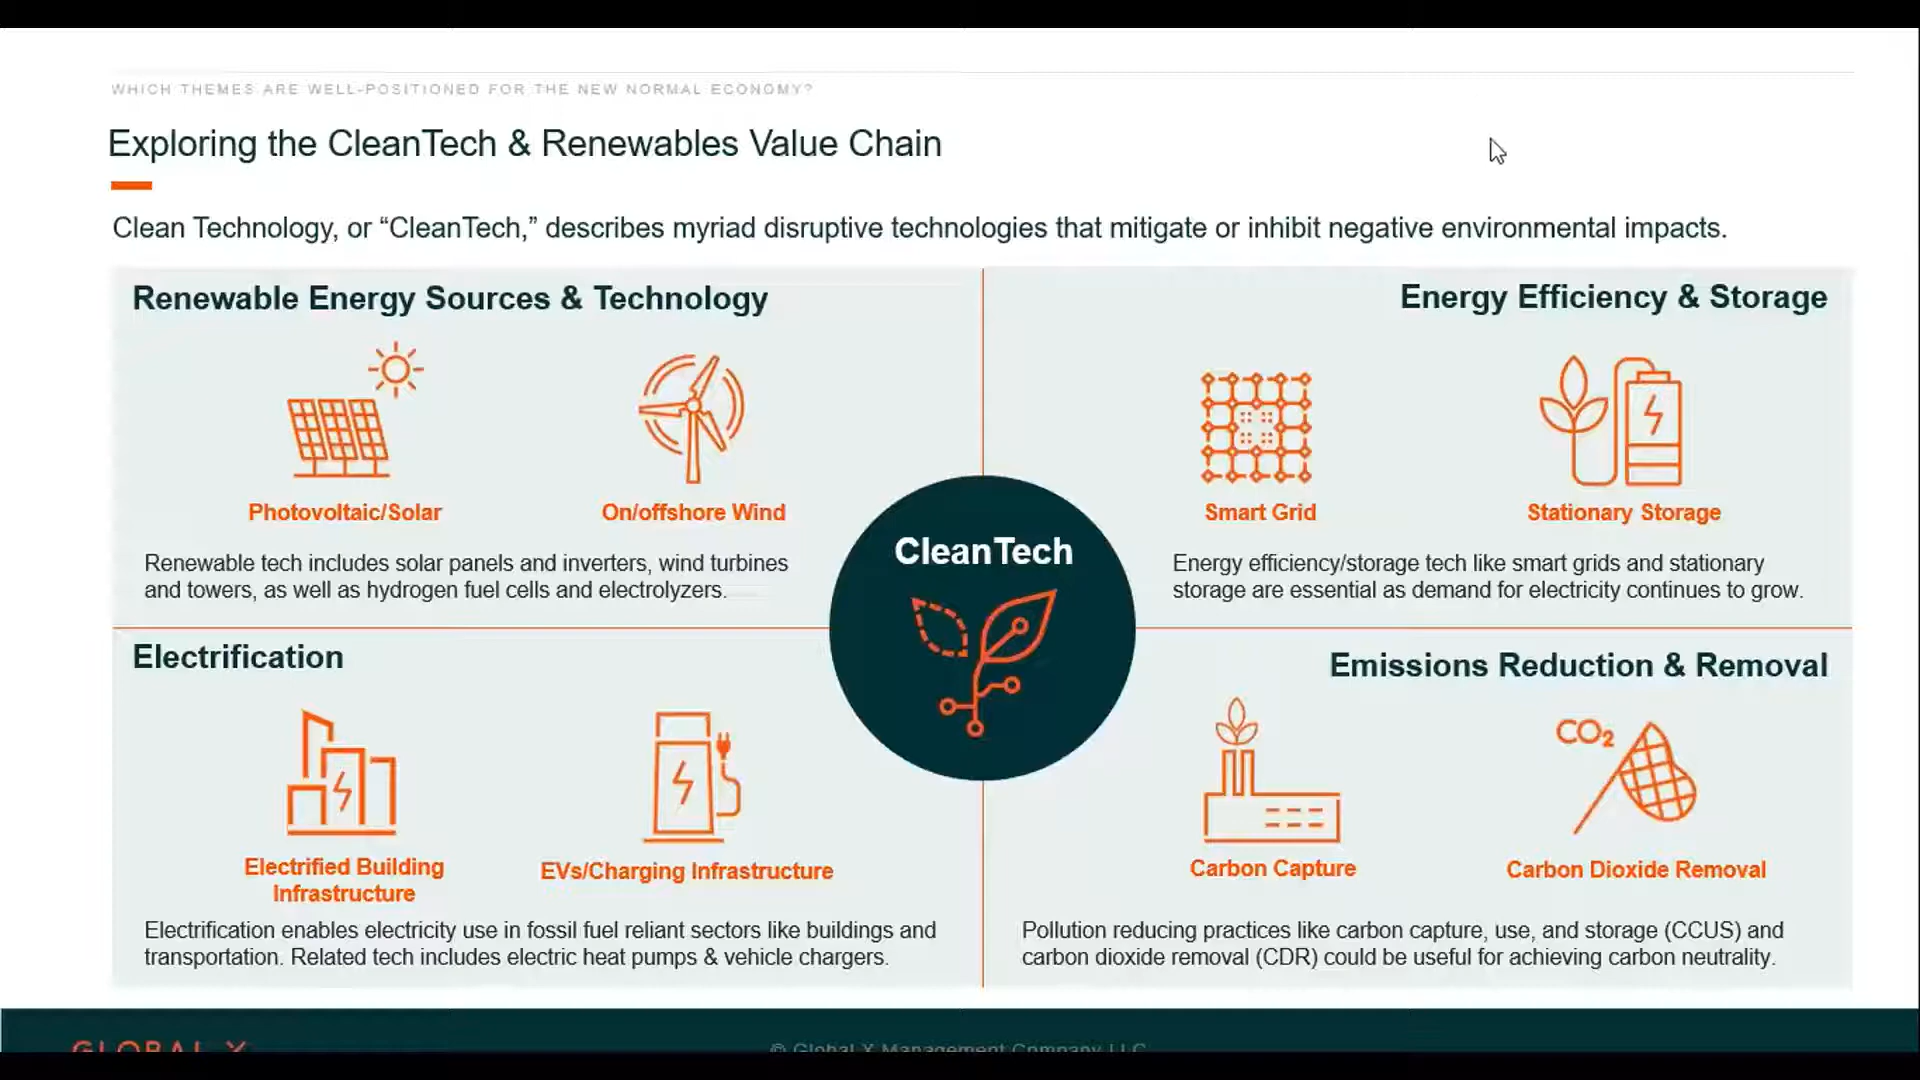 WHICH THEMES ARE WELL-POSITIONED FOR THE NEW NORMAL ECONOMY?
Exploring the CleanTech & Renewables Value Chain
Clean Technology, or “CleanTech,” describes myriad disruptive technologies that mitigate or inhibit negative environmental impacts.
Renewable Energy Sources & Technology
Photovoltaic/Solar
On/offshore Wind
Renewable tech includes solar panels and inverters, wind turbines
and towers, as well as hydrogen fuel cells and electrolyzers.
Energy Efficiency & Storage
Smart Grid
Stationary Storage
Energy efficiency/storage tech like smart grids and stationary
storage are essential as demand for electricity continues to grow.
CleanTech
Electrification
Electrified Building
Infrastructure
EVs/Charging Infrastructure
Electrification enables electricity use in fossil fuel reliant sectors like buildings and
transportation. Related tech includes electric heat pumps & vehicle chargers.
Emissions Reduction & Removal
CO2
Carbon Capture
Carbon Dioxide Removal
Pollution reducing practices like carbon capture, use, and storage (CCUS) and
carbon dioxide removal (CDR) could be useful for achieving carbon neutrality.
GLOBAL X
© Global X Management Company LLC